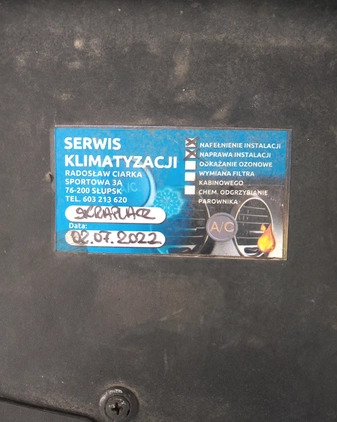 SERWIS
KLIMATYZACJI
RADOSŁAW CIARKA
SPORTOWA 3A
76-200 SŁUPSK
TEL. 603 213 620
SKRAPLACZ
Data:
02.07.2022
NAPEŁNIENIE INSTALACJI
NAPRAWA INSTALACJI
ODKAŻANIE OZONOWE
WYMIANA FILTRA
KABINOWEGO
CHEM. ODGRZYBIANIE
PAROWNIKA
A/C